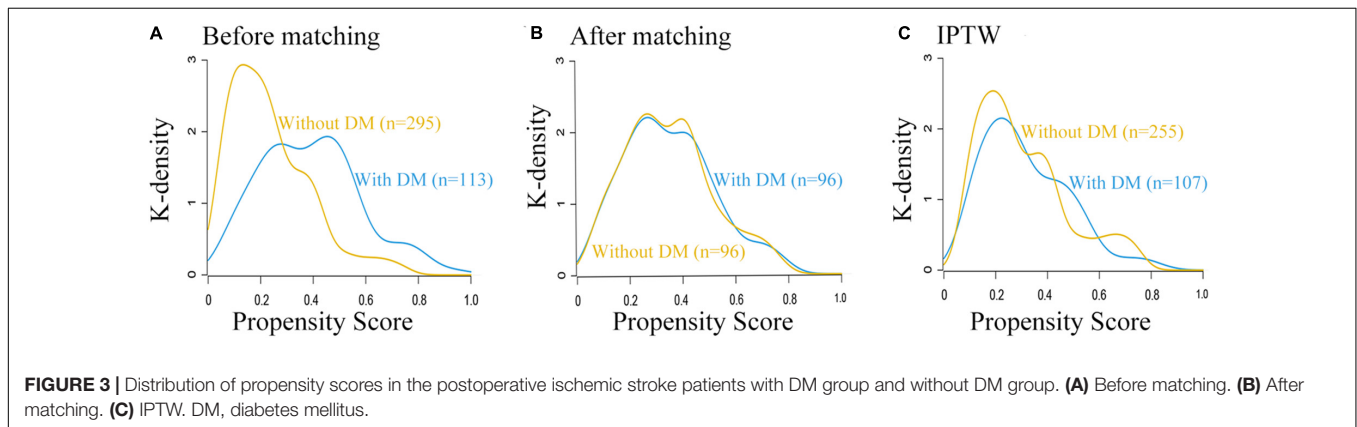 A Before matching
3
2
1
0
K-density
Without DM (n=295)
With DM (n=113)
0 0.2 0.4 0.6 0.8 1.0
Propensity Score
B After matching
3
2
1
0
K-density
With DM (n=96)
Without DM (n=96)
0 0.2 0.4 0.6 0.8 1.0
Propensity Score
C IPTW
3
2
1
0
K-density
Without DM (n=255)
With DM (n=107)
0 0.2 0.4 0.6 0.8 1.0
Propensity Score
FIGURE 3 | Distribution of propensity scores in the postoperative ischemic stroke patients with DM group and without DM group. (A) Before matching. (B) After
matching. (C) IPTW. DM, diabetes mellitus.